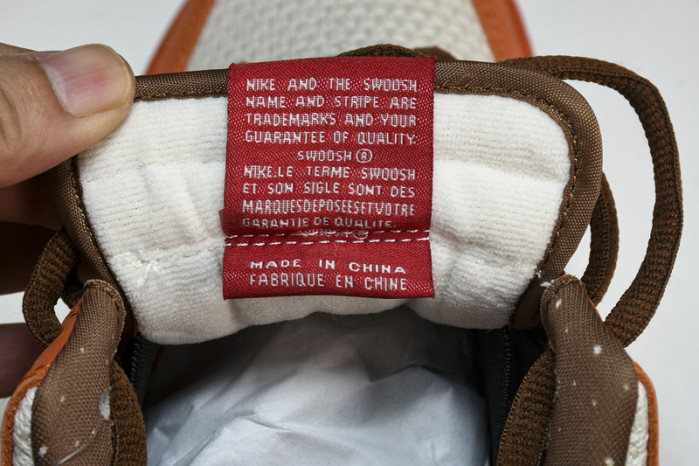 NIKE AND THE SWOOSH
NAME AND STRIPE ARE
TRADEMARKS AND YOUR
GUARANTEE OF QUALITY.
SWOOSH®
NIKE.LE TERME SWOOSH
ET SON SIGLE SONT DES
MARQUESDEPOSEESETVOTRE
GARANTIE DE QUALITE.
MADE IN CHINA
FABRIQUE EN CHINE